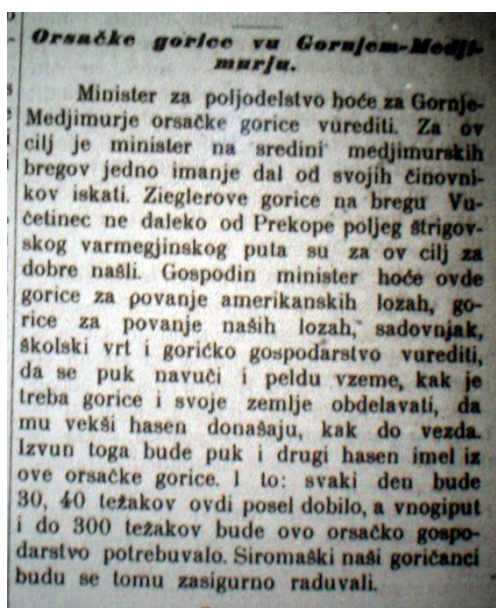 Orsačke gorice vu Gornjem-Medji-
murju.
Minister za poljodelstvo hoće za Gornje-
Medjimurje orsačke gorice vurediti. Za ov
cilj je minister na sredini medjimurskih
bregov jedno imanje dal od svojih činovni-
kov iskati. Zieglerove gorice na bregu Vu-
četinec ne daleko od Prekope poljeg štrigov-
skog varmegjinskog puta su za ov cilj za
dobre našli. Gospodin minister hoće ovde
gorice za povanje amerikanskih lozah, go-
rice za povanje naših lozah, sadovnjak,
školski vrt i goričko gospodarstvo vurediti,
da se puk navuči i peldu vzeme, kak je
treba gorice i svoje zemlje obdelavati, da
mu vekši hasen donašaju, kak do vezda.
Izvun toga bude puk i drugi hasen imel iz
ove orsačke gorice. I to: svaki den bude
30, 40 težakov ovdi posel dobilo, a vnogiput
i do 300 težakov bude ovo orsačko gospo-
darstvo potrebuvalo. Siromaški naši goričanci
budu se tomu zasigurno raduvali.